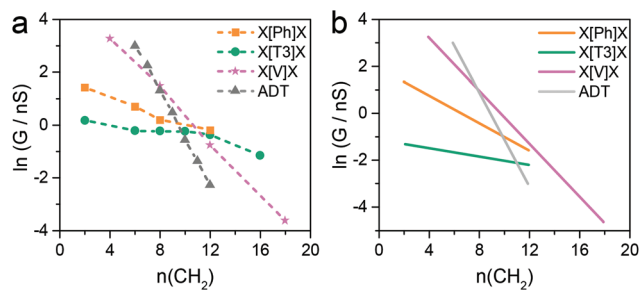 a
ln (G / nS)
4
2
0
-2
-4
X[Ph]X
X[T3]X
X[V]X
ADT
0 4 8 12 16 20
n(CH₂)
b
4
2
0
-2
-4
X[Ph]X
X[T3]X
X[V]X
ADT
ln (G / nS)
0 4 8 12 16 20
n(CH₂)